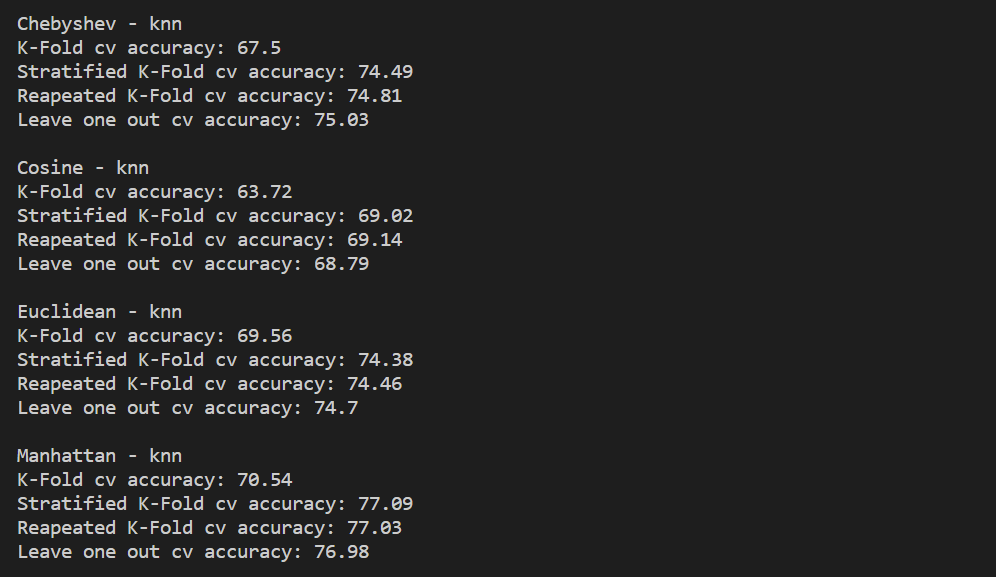 Chebyshev - knn
K-Fold cv accuracy: 67.5
Stratified K-Fold cv accuracy: 74.49
Reapeated K-Fold cv accuracy: 74.81
Leave one out cv accuracy: 75.03
Cosine - knn
K-Fold cv accuracy: 63.72
Stratified K-Fold cv accuracy: 69.02
Reapeated K-Fold cv accuracy: 69.14
Leave one out cv accuracy: 68.79
Euclidean - knn
K-Fold cv accuracy: 69.56
Stratified K-Fold cv accuracy: 74.38
Reapeated K-Fold cv accuracy: 74.46
Leave one out cv accuracy: 74.7
Manhattan - knn
K-Fold cv accuracy: 70.54
Stratified K-Fold cv accuracy: 77.09
Reapeated K-Fold cv accuracy: 77.03
Leave one out cv accuracy: 76.98